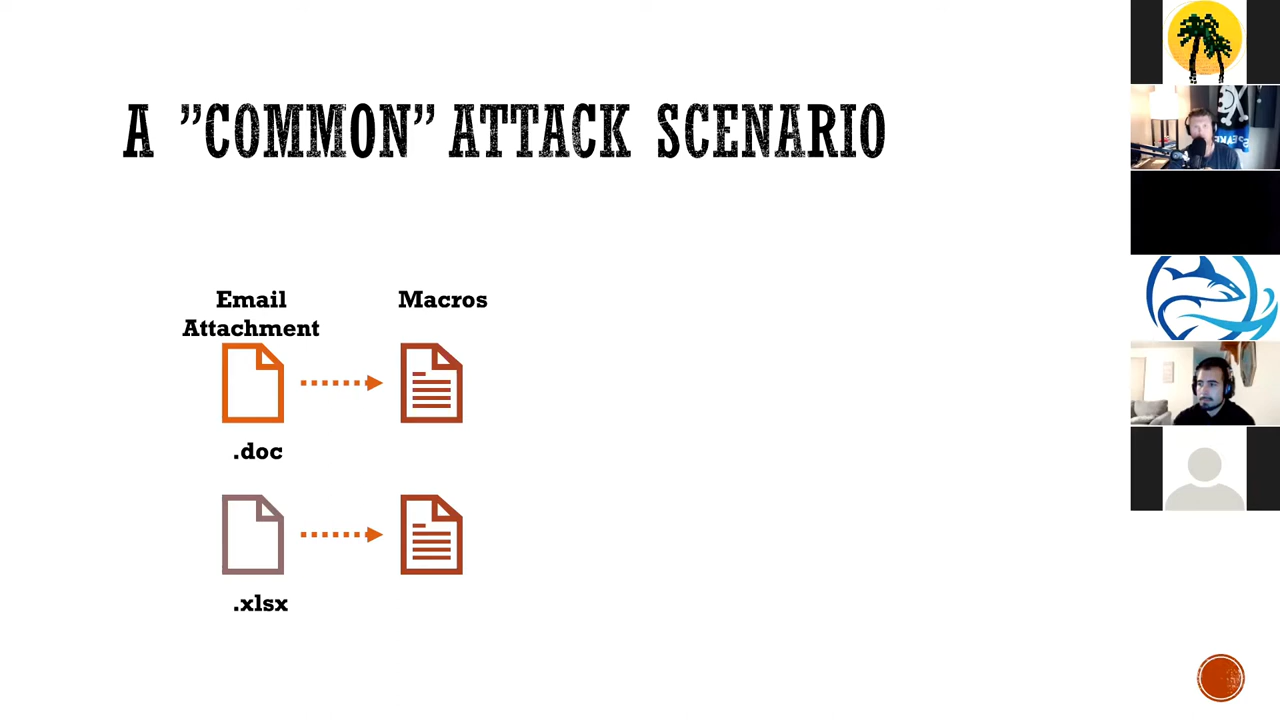 A ”COMMON” ATTACK SCENARIO
Email
Attachment
Macros
.doc
.xlsx